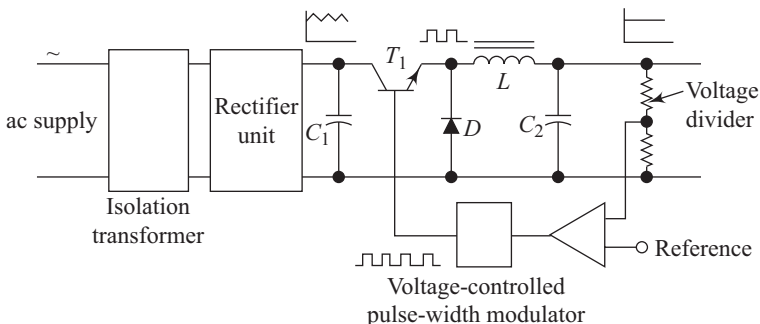 ~
T1
L
ac supply
Rectifier
unit
C1
D
C2
Voltage
divider
Isolation
transformer
Reference
Voltage-controlled
pulse-width modulator